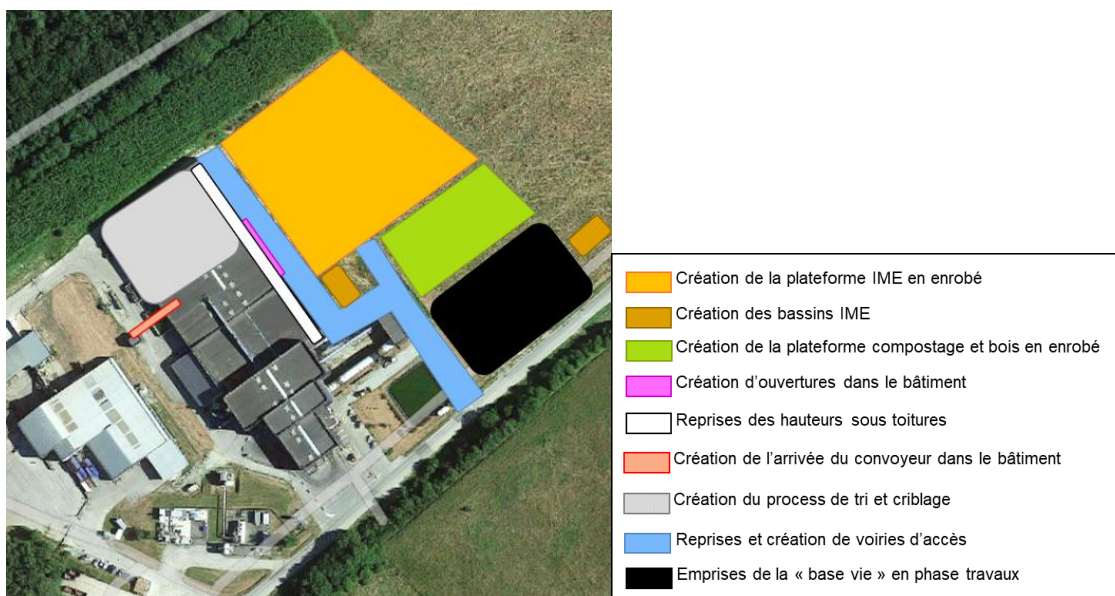 Création de la plateforme IME en enrobé
Création des bassins IME
Création de la plateforme compostage et bois en enrobé
Création d'ouvertures dans le bâtiment
Reprises des hauteurs sous toitures
Création de l'arrivée du convoyeur dans le bâtiment
Création du process de tri et criblage
Reprises et création de voiries d'accès
Emprises de la « base vie » en phase travaux